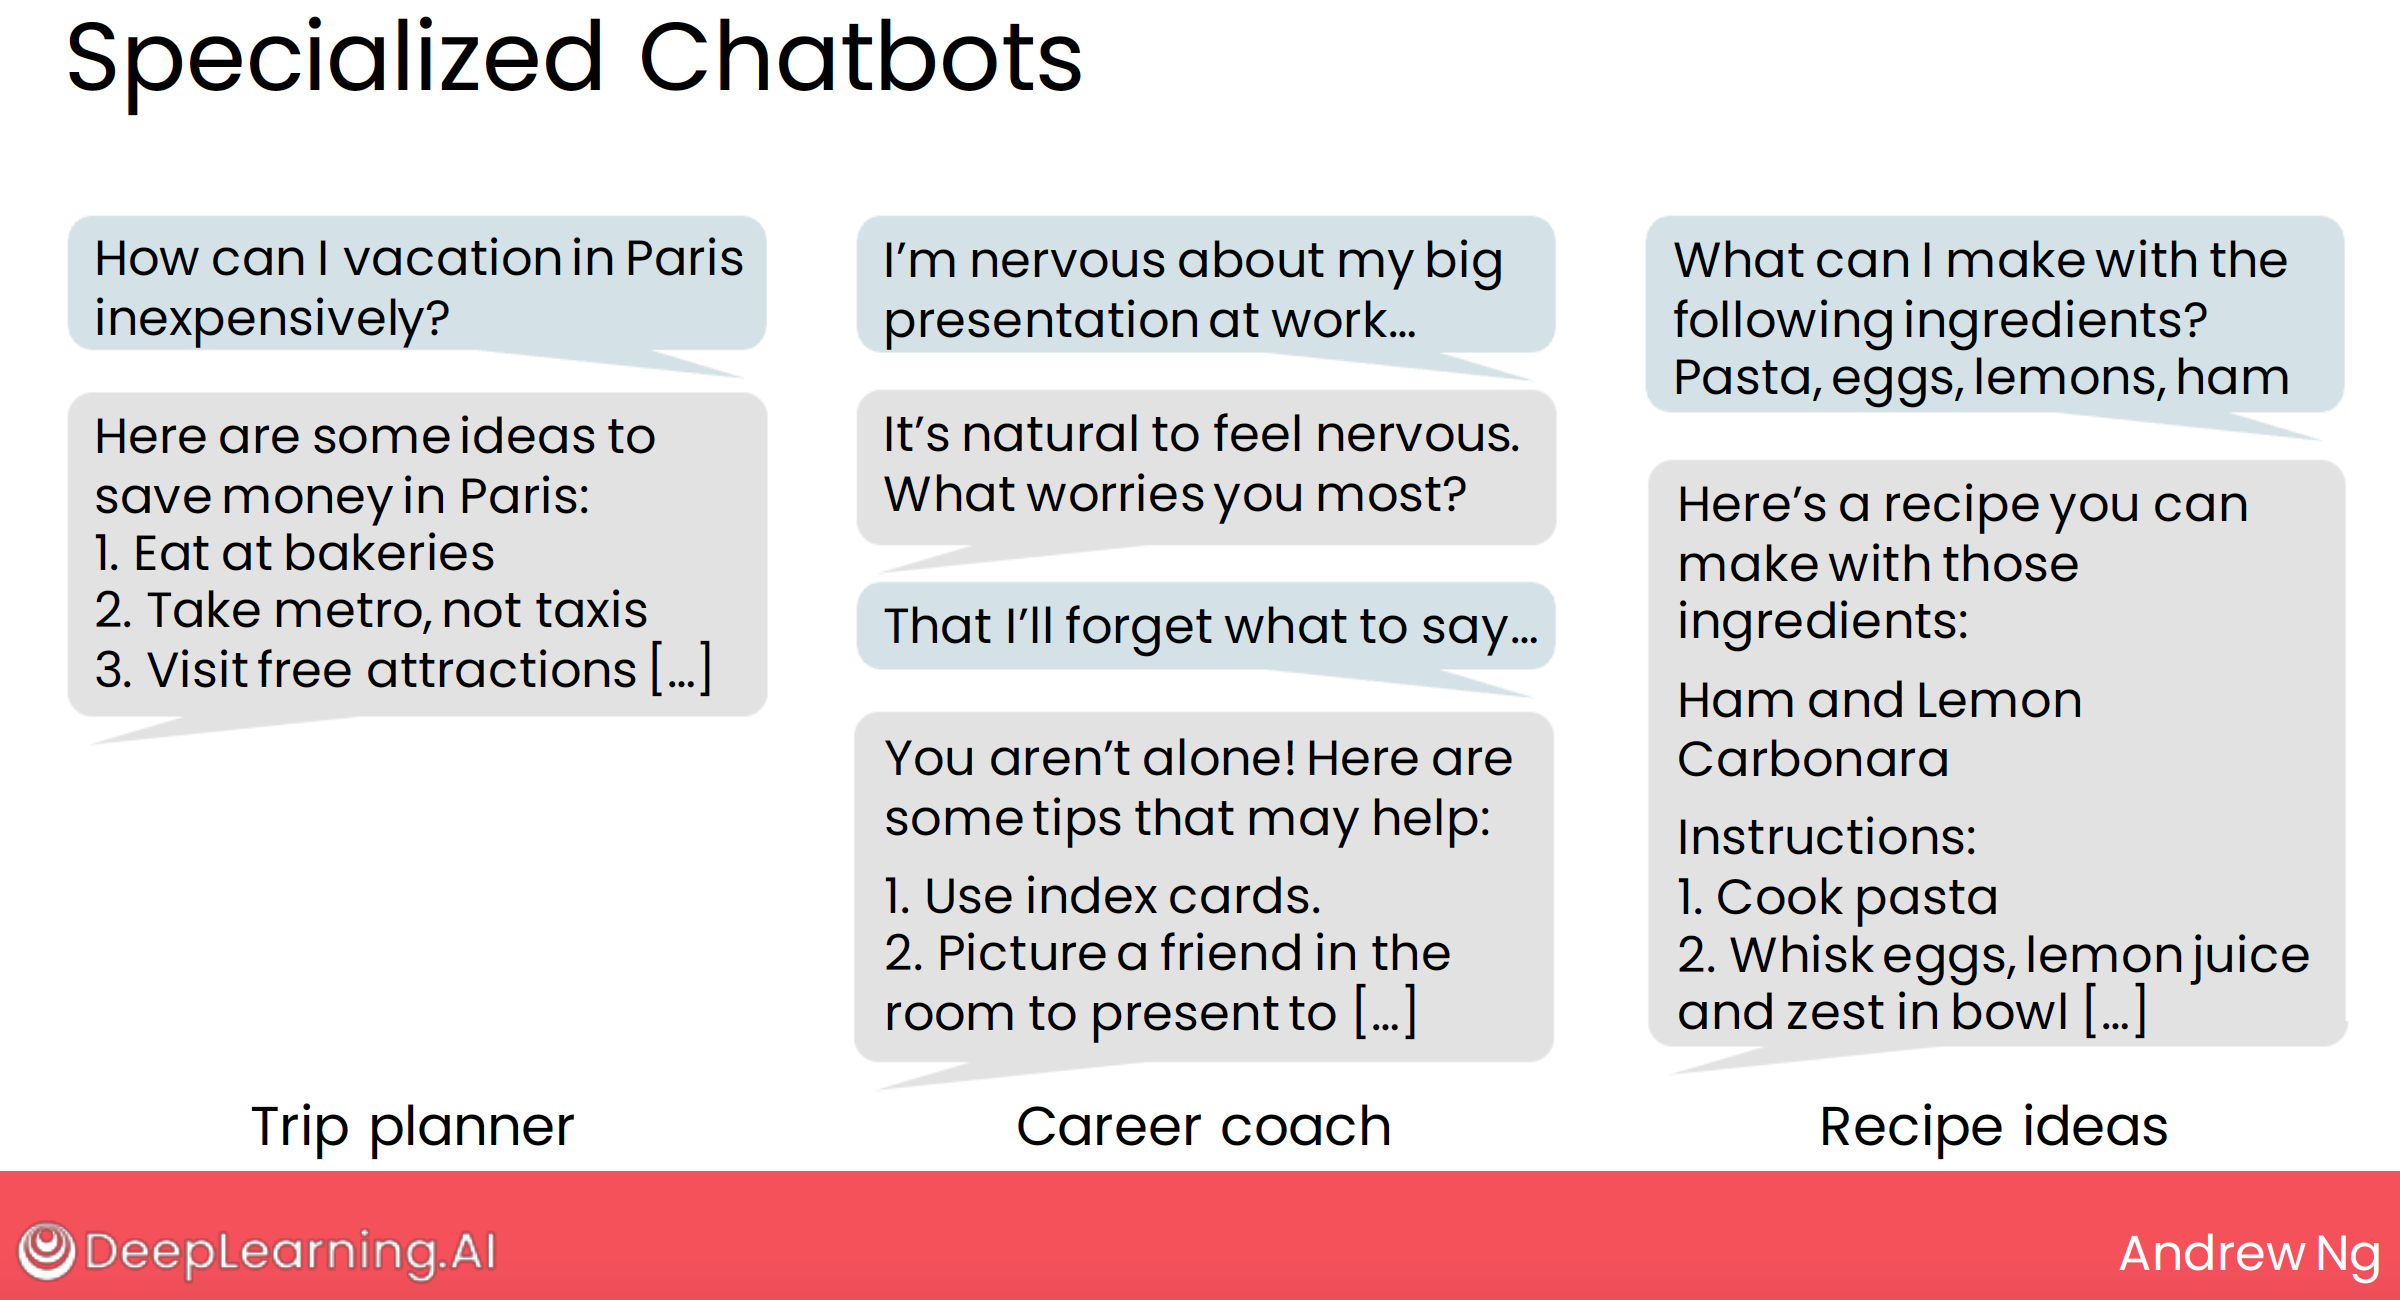 Specialized Chatbots
How can I vacation in Paris
inexpensively?
Here are some ideas to
save money in Paris:
1. Eat at bakeries
2. Take metro, not taxis
3. Visit free attractions […]
Trip planner
I’m nervous about my big
presentation at work…
It’s natural to feel nervous.
What worries you most?
That I’ll forget what to say…
You aren’t alone! Here are
some tips that may help:
1. Use index cards.
2. Picture a friend in the
room to present to […]
Career coach
What can I make with the
following ingredients?
Pasta, eggs, lemons, ham
Here’s a recipe you can
make with those
ingredients:
Ham and Lemon
Carbonara
Instructions:
1. Cook pasta
2. Whisk eggs, lemon juice
and zest in bowl […]
Recipe ideas
DeepLearning.AI
Andrew Ng